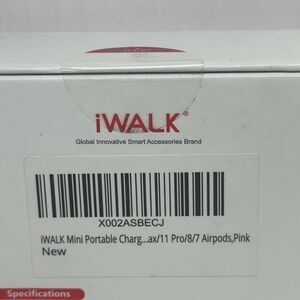 iWALK®
Global Innovative Smart Accessories Brand
X002ASBECJ
iWALK Mini Portable Charg...ax/11 Pro/8/7 Airpods,Pink
New
Specifications